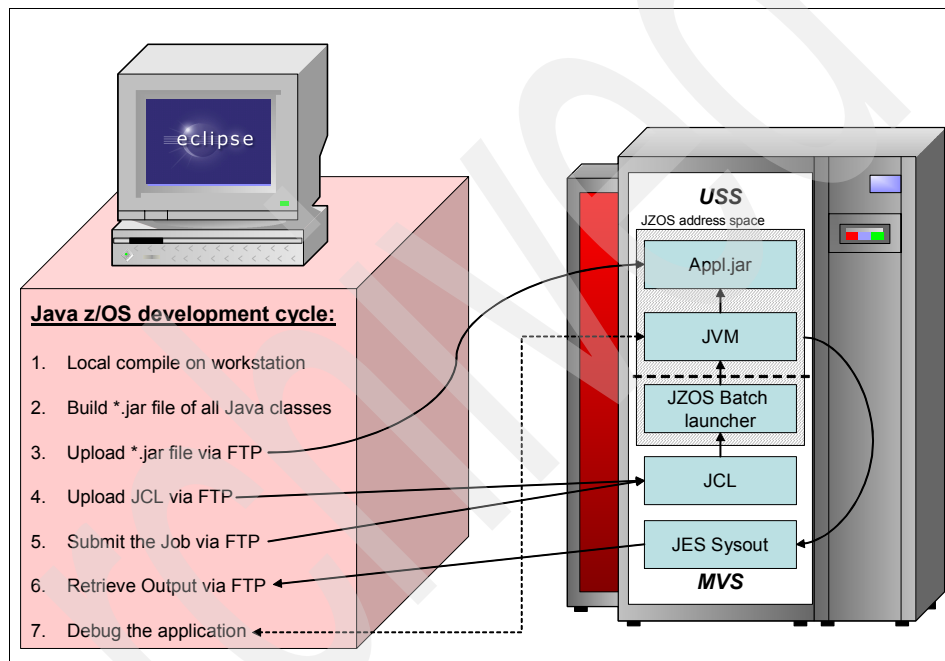 eclipse
Java z/OS development cycle:
1. Local compile on workstation
2. Build *.jar file of all Java classes
3. Upload *.jar file via FTP
4. Upload JCL via FTP
5. Submit the Job via FTP
6. Retrieve Output via FTP
7. Debug the application
USS
JZOS address space
Appl.jar
JVM
JZOS Batch
launcher
JCL
JES Sysout
MVS